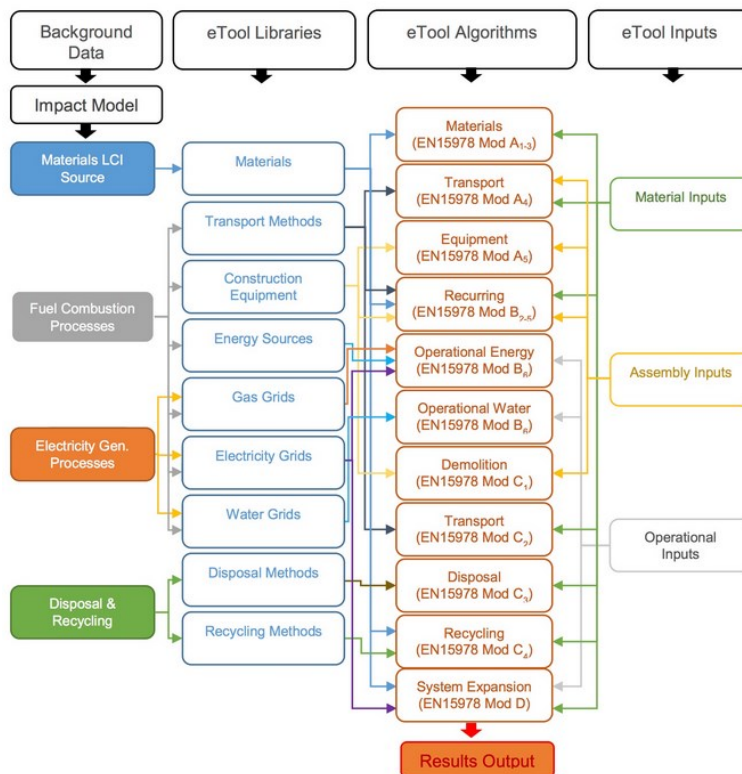 Background
Data
eTool Libraries
eTool Algorithms
eTool Inputs
Impact Model
Materials LCI
Source
Fuel Combustion
Processes
Electricity Gen.
Processes
Disposal &
Recycling
Materials
Transport Methods
Construction
Equipment
Energy Sources
Gas Grids
Electricity Grids
Water Grids
Disposal Methods
Recycling Methods
Materials
(EN15978 Mod A1-3)
Transport
(EN15978 Mod A4)
Equipment
(EN15978 Mod A5)
Recurring
(EN15978 Mod B2-5)
Operational Energy
(EN15978 Mod B6)
Operational Water
(EN15978 Mod B6)
Demolition
(EN15978 Mod C1)
Transport
(EN15978 Mod C2)
Disposal
(EN15978 Mod C3)
Recycling
(EN15978 Mod C4)
System Expansion
(EN15978 Mod D)
Results Output
Material Inputs
Assembly Inputs
Operational
Inputs